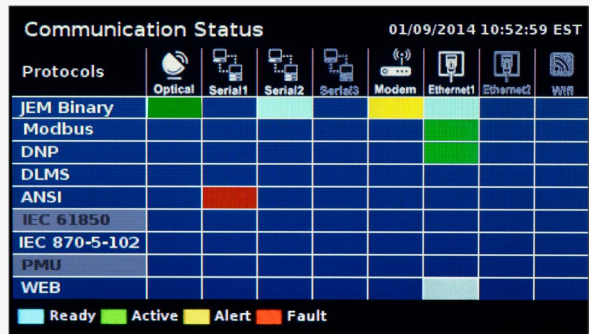 Communication Status 01/09/2014 10:52:59 EST
Protocols Optical Serial1 Serial2 Serial3 Modem Ethernet1 Ethernet2 Wifi
JEM Binary
Modbus
DNP
DLMS
ANSI
IEC 61850
IEC 870-5-102
PMU
WEB
Ready Active Alert Fault